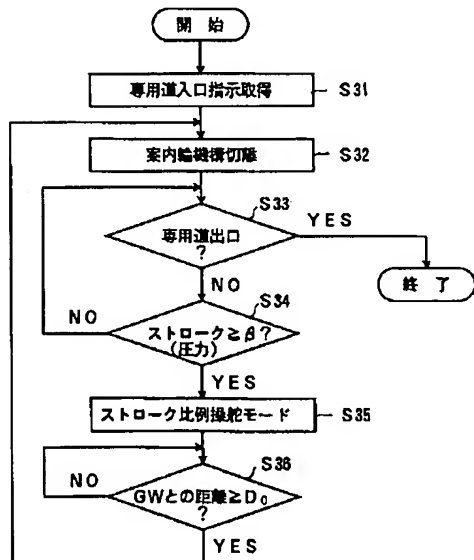 開 始
専用道入口指示取得
S31
案内輪機構切離
S32
S33
専用道出口
?
YES
NO
終 了
S34
ストローク≧β?
(圧力)
NO
YES
ストローク比例操舵モード
S35
S36
GWとの距離≧D₀
?
NO
YES